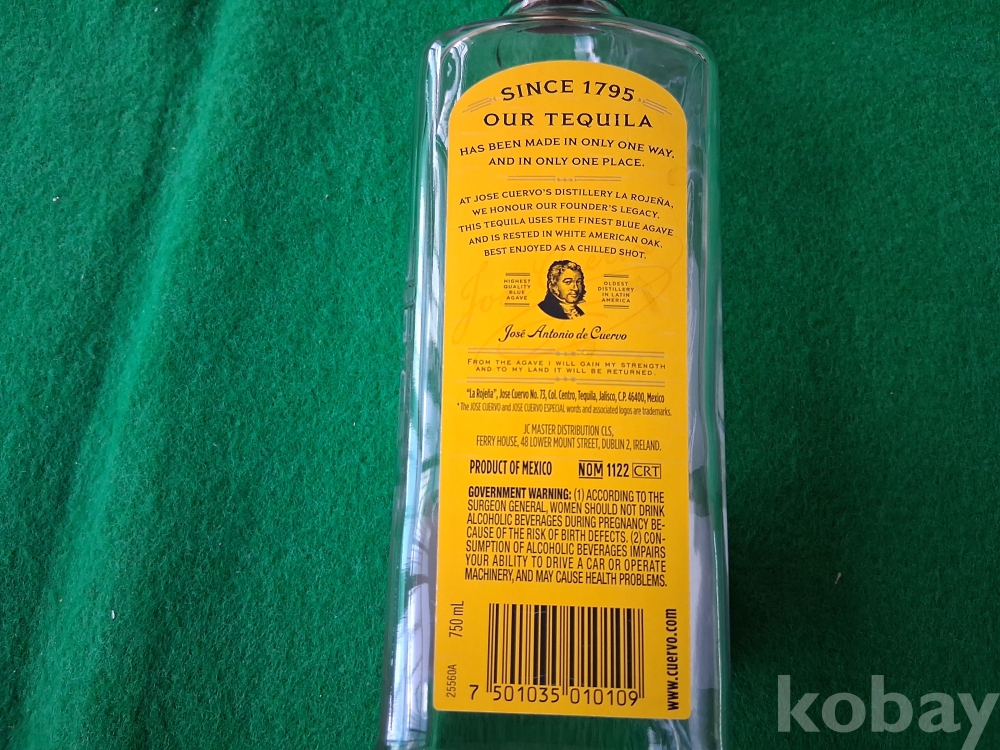 SINCE 1795
OUR TEQUILA
HAS BEEN MADE IN ONLY ONE WAY,
AND IN ONLY ONE PLACE.
AT JOSE CUERVO'S DISTILLERY LA ROJEÑA,
WE HONOUR OUR FOUNDER'S LEGACY.
THIS TEQUILA USES THE FINEST BLUE AGAVE
AND IS RESTED IN WHITE AMERICAN OAK.
BEST ENJOYED AS A CHILLED SHOT.
HIGHEST
QUALITY
BLUE
AGAVE
OLDEST
DISTILLERY
IN LATIN
AMERICA
José Antonio de Cuervo
FROM THE AGAVE I WILL GAIN MY STRENGTH
AND TO MY LAND IT WILL BE RETURNED.
"La Rojeña", Jose Cuervo No. 73, Col. Centro, Tequila, Jalisco, C.P. 46400, Mexico
*The JOSE CUERVO and JOSE CUERVO ESPECIAL words and associated logos are trademarks.
JC MASTER DISTRIBUTION CLS,
FERRY HOUSE, 48 LOWER MOUNT STREET, DUBLIN 2, IRELAND.
PRODUCT OF MEXICO NOM 1122 CRT
GOVERNMENT WARNING: (1) ACCORDING TO THE
SURGEON GENERAL, WOMEN SHOULD NOT DRINK
ALCOHOLIC BEVERAGES DURING PREGNANCY BE-
CAUSE OF THE RISK OF BIRTH DEFECTS. (2) CON-
SUMPTION OF ALCOHOLIC BEVERAGES IMPAIRS
YOUR ABILITY TO DRIVE A CAR OR OPERATE
MACHINERY, AND MAY CAUSE HEALTH PROBLEMS.
750 mL
25560A
7 501035 010109
www.cuervo.com
kobay